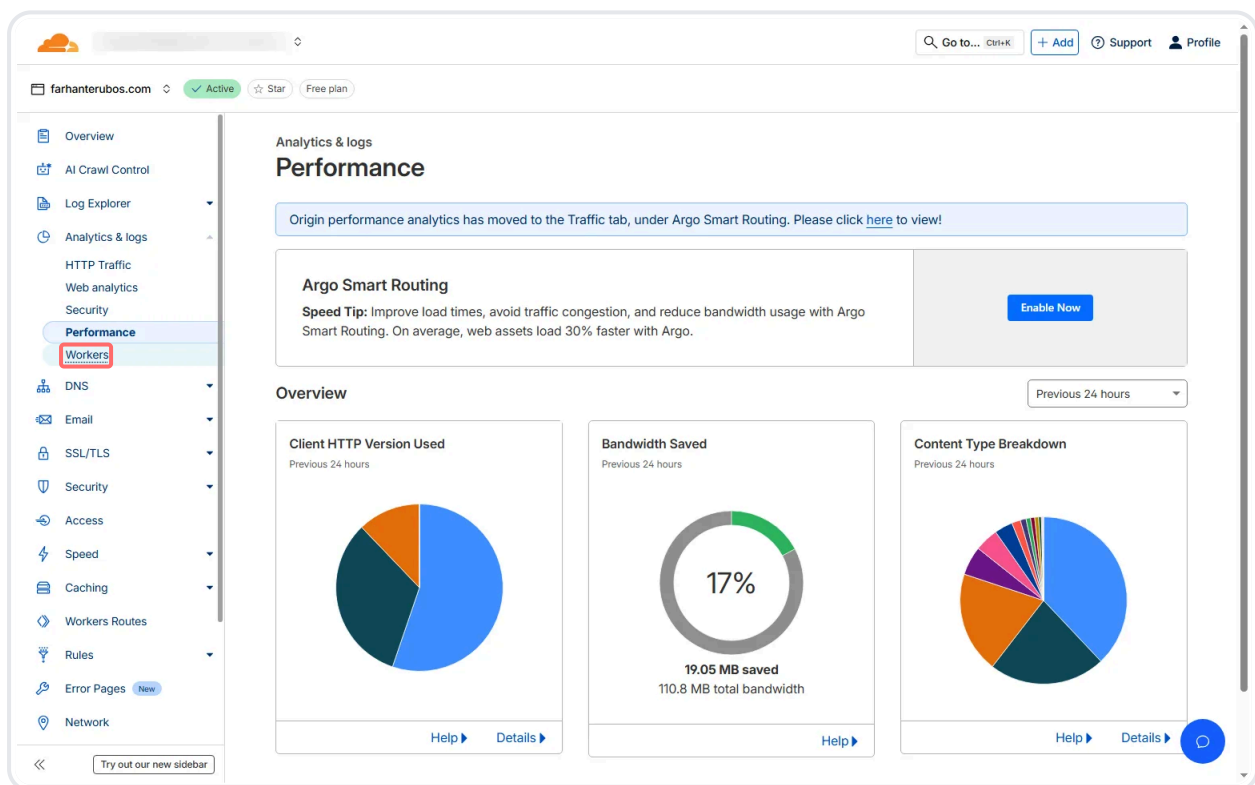 Go to... Ctrl+K
+ Add
Support
Profile
farhanterubos.com
Active
Star
Free plan
Overview
AI Crawl Control
Log Explorer
Analytics & logs
HTTP Traffic
Web analytics
Security
Performance
Workers
DNS
Email
SSL/TLS
Security
Access
Speed
Caching
Workers Routes
Rules
Error Pages New
Network
Try out our new sidebar
Analytics & logs
Performance
Origin performance analytics has moved to the Traffic tab, under Argo Smart Routing. Please click here to view!
Argo Smart Routing
Speed Tip: Improve load times, avoid traffic congestion, and reduce bandwidth usage with Argo
Smart Routing. On average, web assets load 30% faster with Argo.
Enable Now
Overview
Previous 24 hours
Client HTTP Version Used
Previous 24 hours
Help
Details
Bandwidth Saved
Previous 24 hours
17%
19.05 MB saved
110.8 MB total bandwidth
Help
Content Type Breakdown
Previous 24 hours
Help
Details